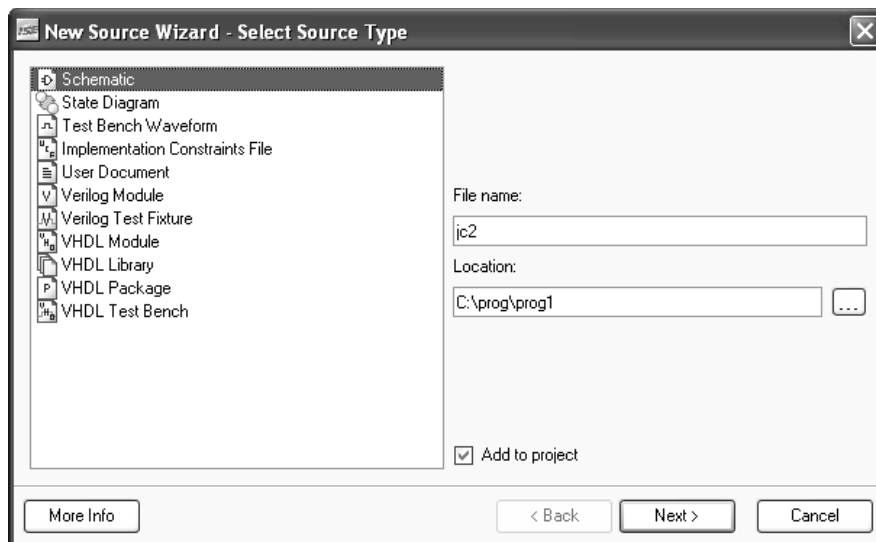 ISE New Source Wizard - Select Source Type
Schematic
State Diagram
Test Bench Waveform
Implementation Constraints File
User Document
Verilog Module
Verilog Test Fixture
VHDL Module
VHDL Library
VHDL Package
VHDL Test Bench
File name:
jc2
Location:
C:\prog\prog1
...
Add to project
More Info
< Back
Next >
Cancel